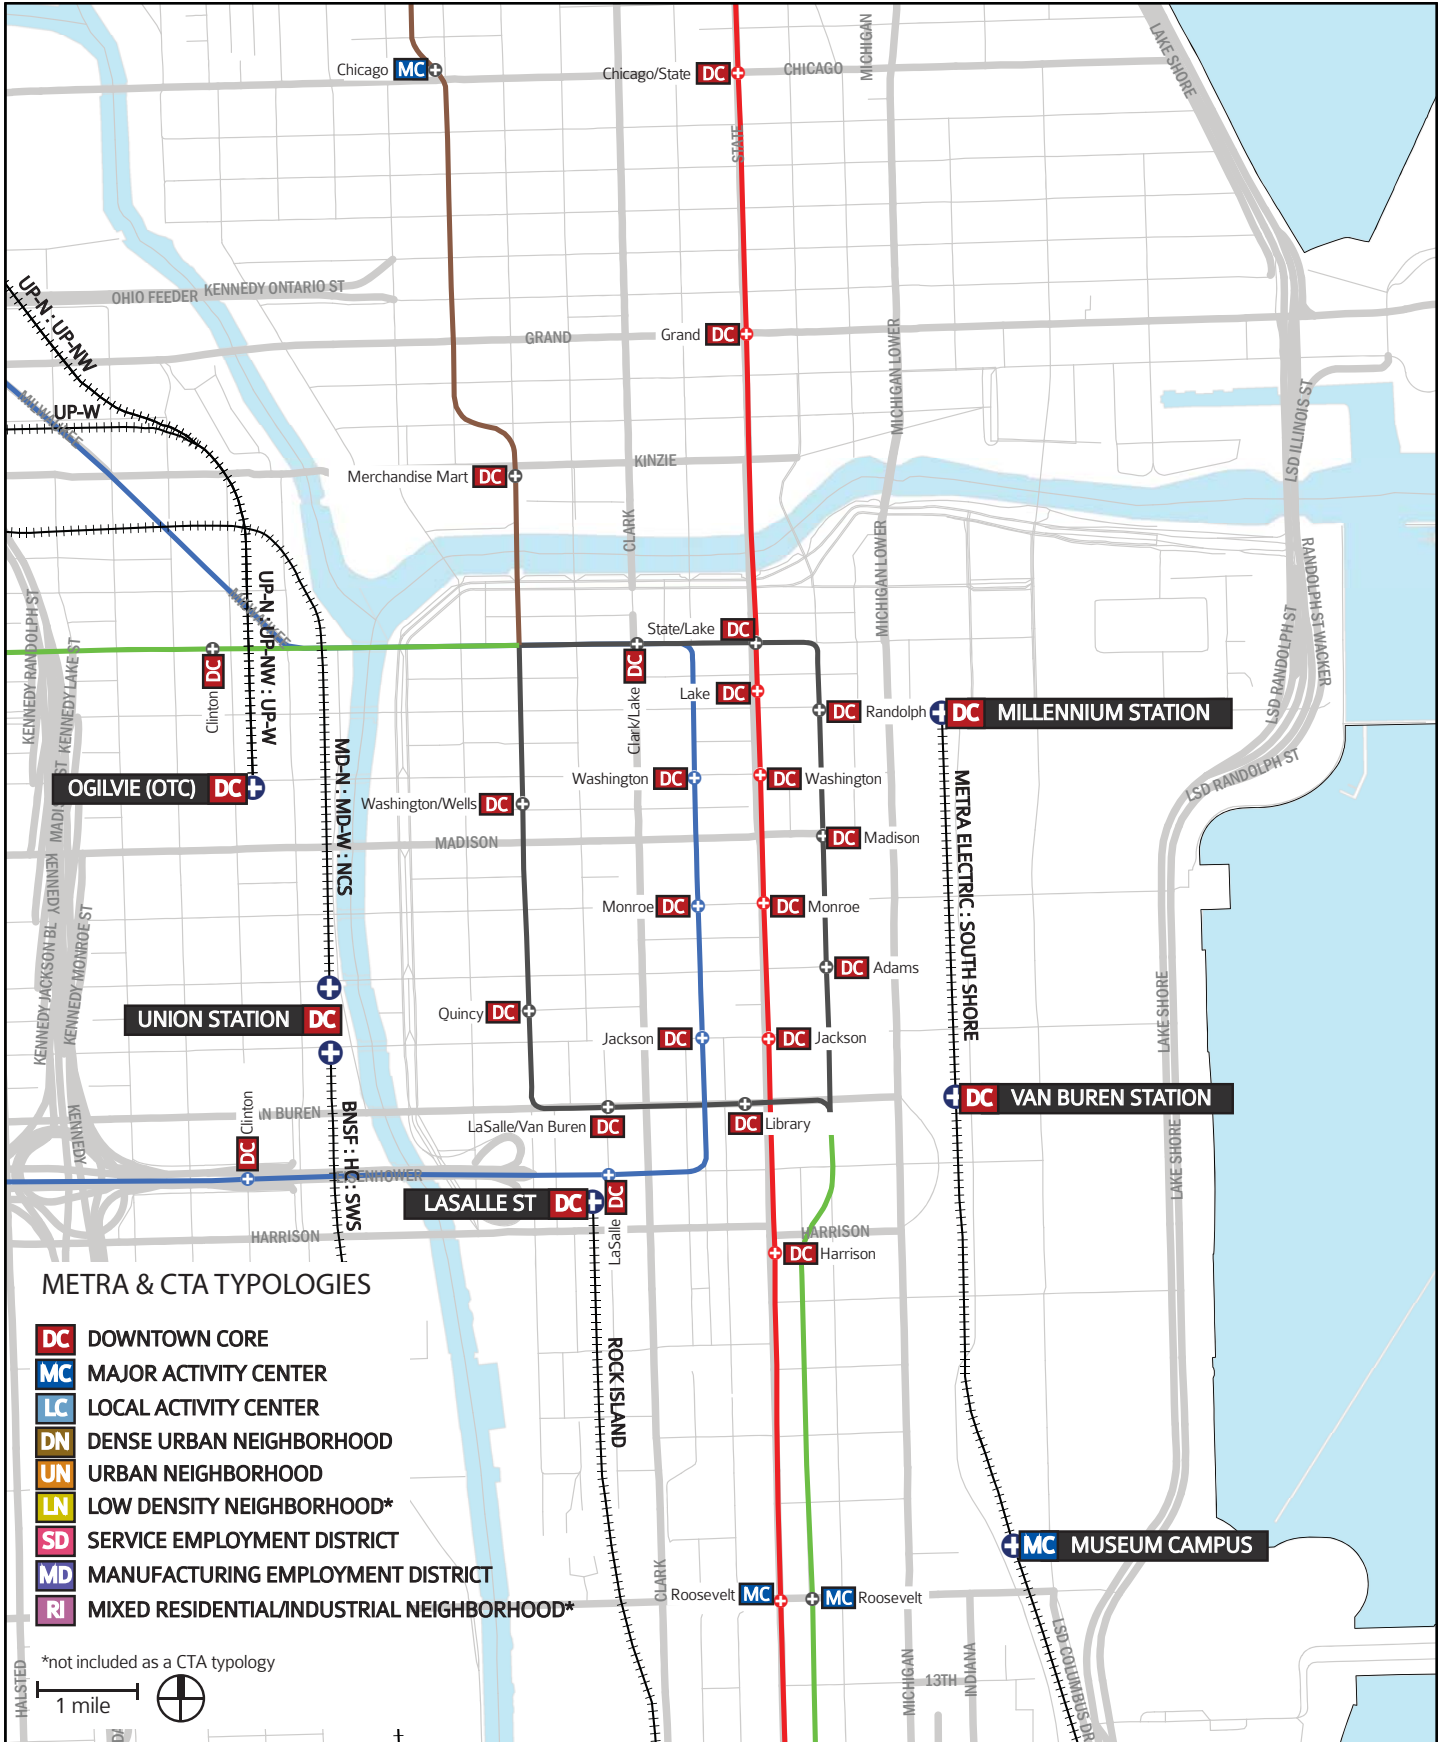 LAKE SHORE
MICHIGAN
Chicago MC
Chicago/State DC
CHICAGO
STATE
UP-N : UP-NW
OHIO FEEDER
KENNEDY ONTARIO ST
GRAND
Grand DC
MICHIGAN LOWER
MILWAUKEE
UP-W
LSD ILLINOIS ST
KINZIE
Merchandise Mart DC
CLARK
MICHIGAN LOWER
RANDOLPH ST WACKER
KENNEDY RANDOLPH ST
KENNEDY LAKE ST
MILWAUKEE
UP-N : UP-NW : UP-W
State/Lake DC
LSD RANDOLPH ST
DC Clinton
DC Clark/Lake
Lake DC
DC Randolph
DC MILLENNIUM STATION
LSD RANDOLPH ST
OGILVIE (OTC) DC
MD-N : MD-W : NCS
Washington DC
DC Washington
Washington/Wells DC
METRA ELECTRIC : SOUTH SHORE
MADISON
DC Madison
KENNEDY
Monroe DC
DC Monroe
KENNEDY JACKSON BL
KENNEDY MONROE ST
DC Adams
LAKE SHORE
UNION STATION DC
Quincy DC
Jackson DC
DC Jackson
DC VAN BUREN STATION
N BUREN
DC Clinton
KENNEDY
BNSF : HC : SWS
LaSalle/Van Buren DC
DC Library
LAKE SHORE
LASALLE ST DC
DC LaSalle
HARRISON
HARRISON
DC Harrison
METRA & CTA TYPOLOGIES
DC DOWNTOWN CORE
MC MAJOR ACTIVITY CENTER
LC LOCAL ACTIVITY CENTER
DN DENSE URBAN NEIGHBORHOOD
UN URBAN NEIGHBORHOOD
LN LOW DENSITY NEIGHBORHOOD*
SD SERVICE EMPLOYMENT DISTRICT
MD MANUFACTURING EMPLOYMENT DISTRICT
RI MIXED RESIDENTIAL/INDUSTRIAL NEIGHBORHOOD*
ROCK ISLAND
MC MUSEUM CAMPUS
CLARK
Roosevelt MC
MC Roosevelt
LSD COLUMBUS DR
MICHIGAN
13TH
INDIANA
*not included as a CTA typology
1 mile
HALSTED